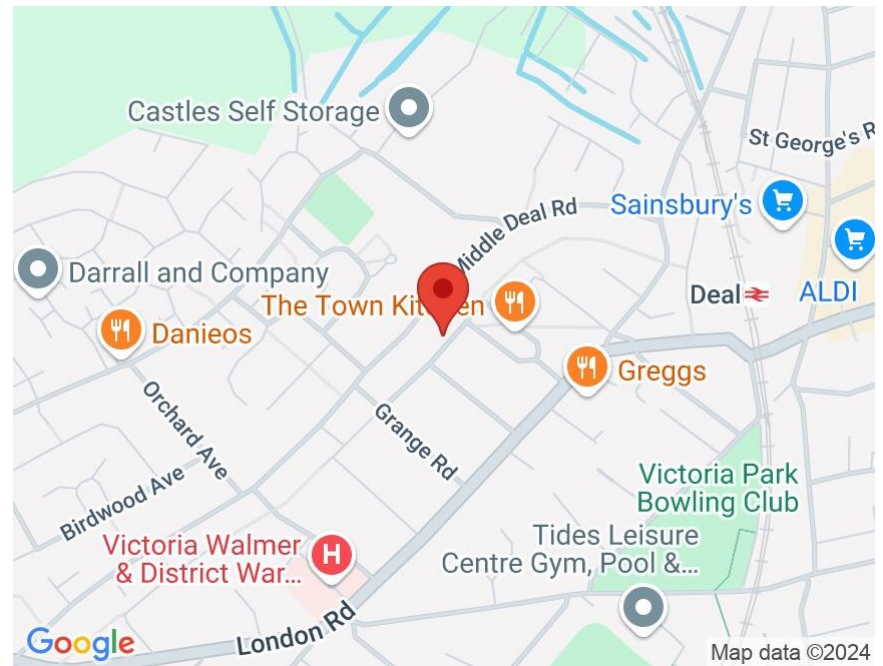 Castles Self Storage
St George's R
Middle Deal Rd
Sainsbury's
Darrall and Company
The Town Kitchen
Deal
ALDI
Danieos
Greggs
Orchard Ave
Grange Rd
Birdwood Ave
Victoria Park
Bowling Club
Victoria Walmer
& District War...
H
Tides Leisure
Centre Gym, Pool &...
London Rd
Google
Map data ©2024